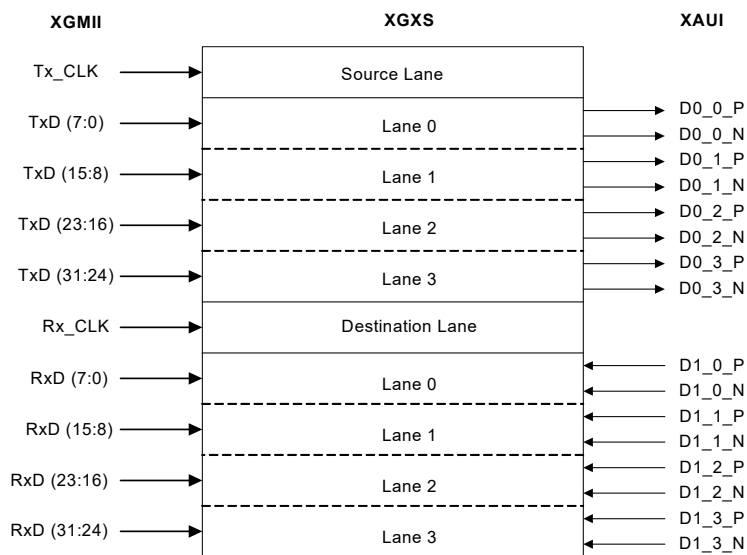 XGMII XGXS XAUI
Tx_CLK Source Lane
D0_0_P
TxD (7:0) Lane 0
D0_0_N
D0_1_P
TxD (15:8) Lane 1
D0_1_N
D0_2_P
TxD (23:16) Lane 2
D0_2_N
D0_3_P
TxD (31:24) Lane 3
D0_3_N
Rx_CLK Destination Lane
D1_0_P
RxD (7:0) Lane 0
D1_0_N
D1_1_P
RxD (15:8) Lane 1
D1_1_N
D1_2_P
RxD (23:16) Lane 2
D1_2_N
D1_3_P
RxD (31:24) Lane 3
D1_3_N